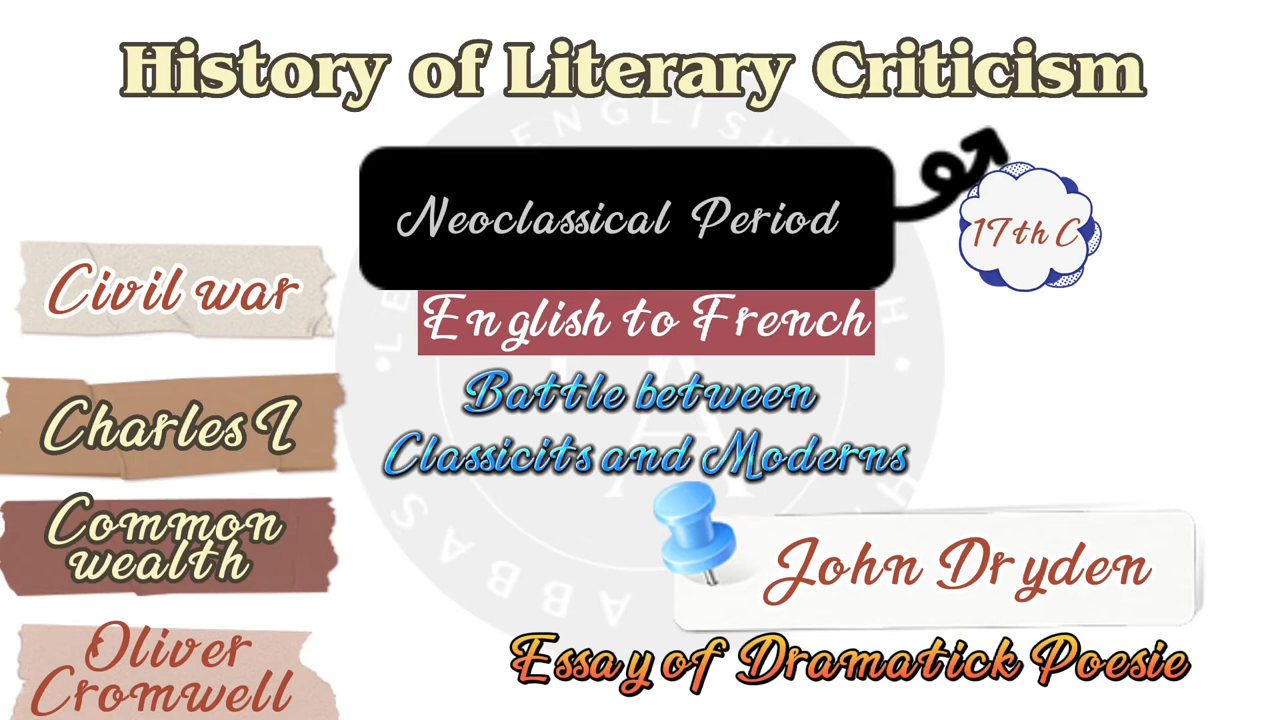 History of Literary Criticism
Neoclassical Period
17th C
English to French
Battle between
Classicits and Moderns
Civil war
Charles I
Common
wealth
Oliver
Cromwell
John Dryden
Essay of Dramatick Poesie